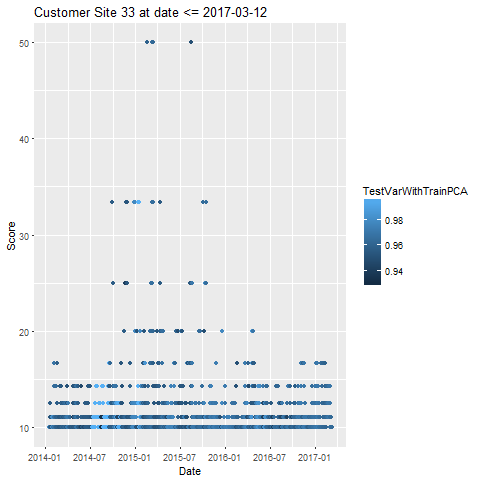 Customer Site 33 at date <= 2017-03-12
50
40
30
20
10
Score
2014-01 2014-07 2015-01 2015-07 2016-01 2016-07 2017-01
Date
TestVarWithTrainPCA
0.98
0.96
0.94